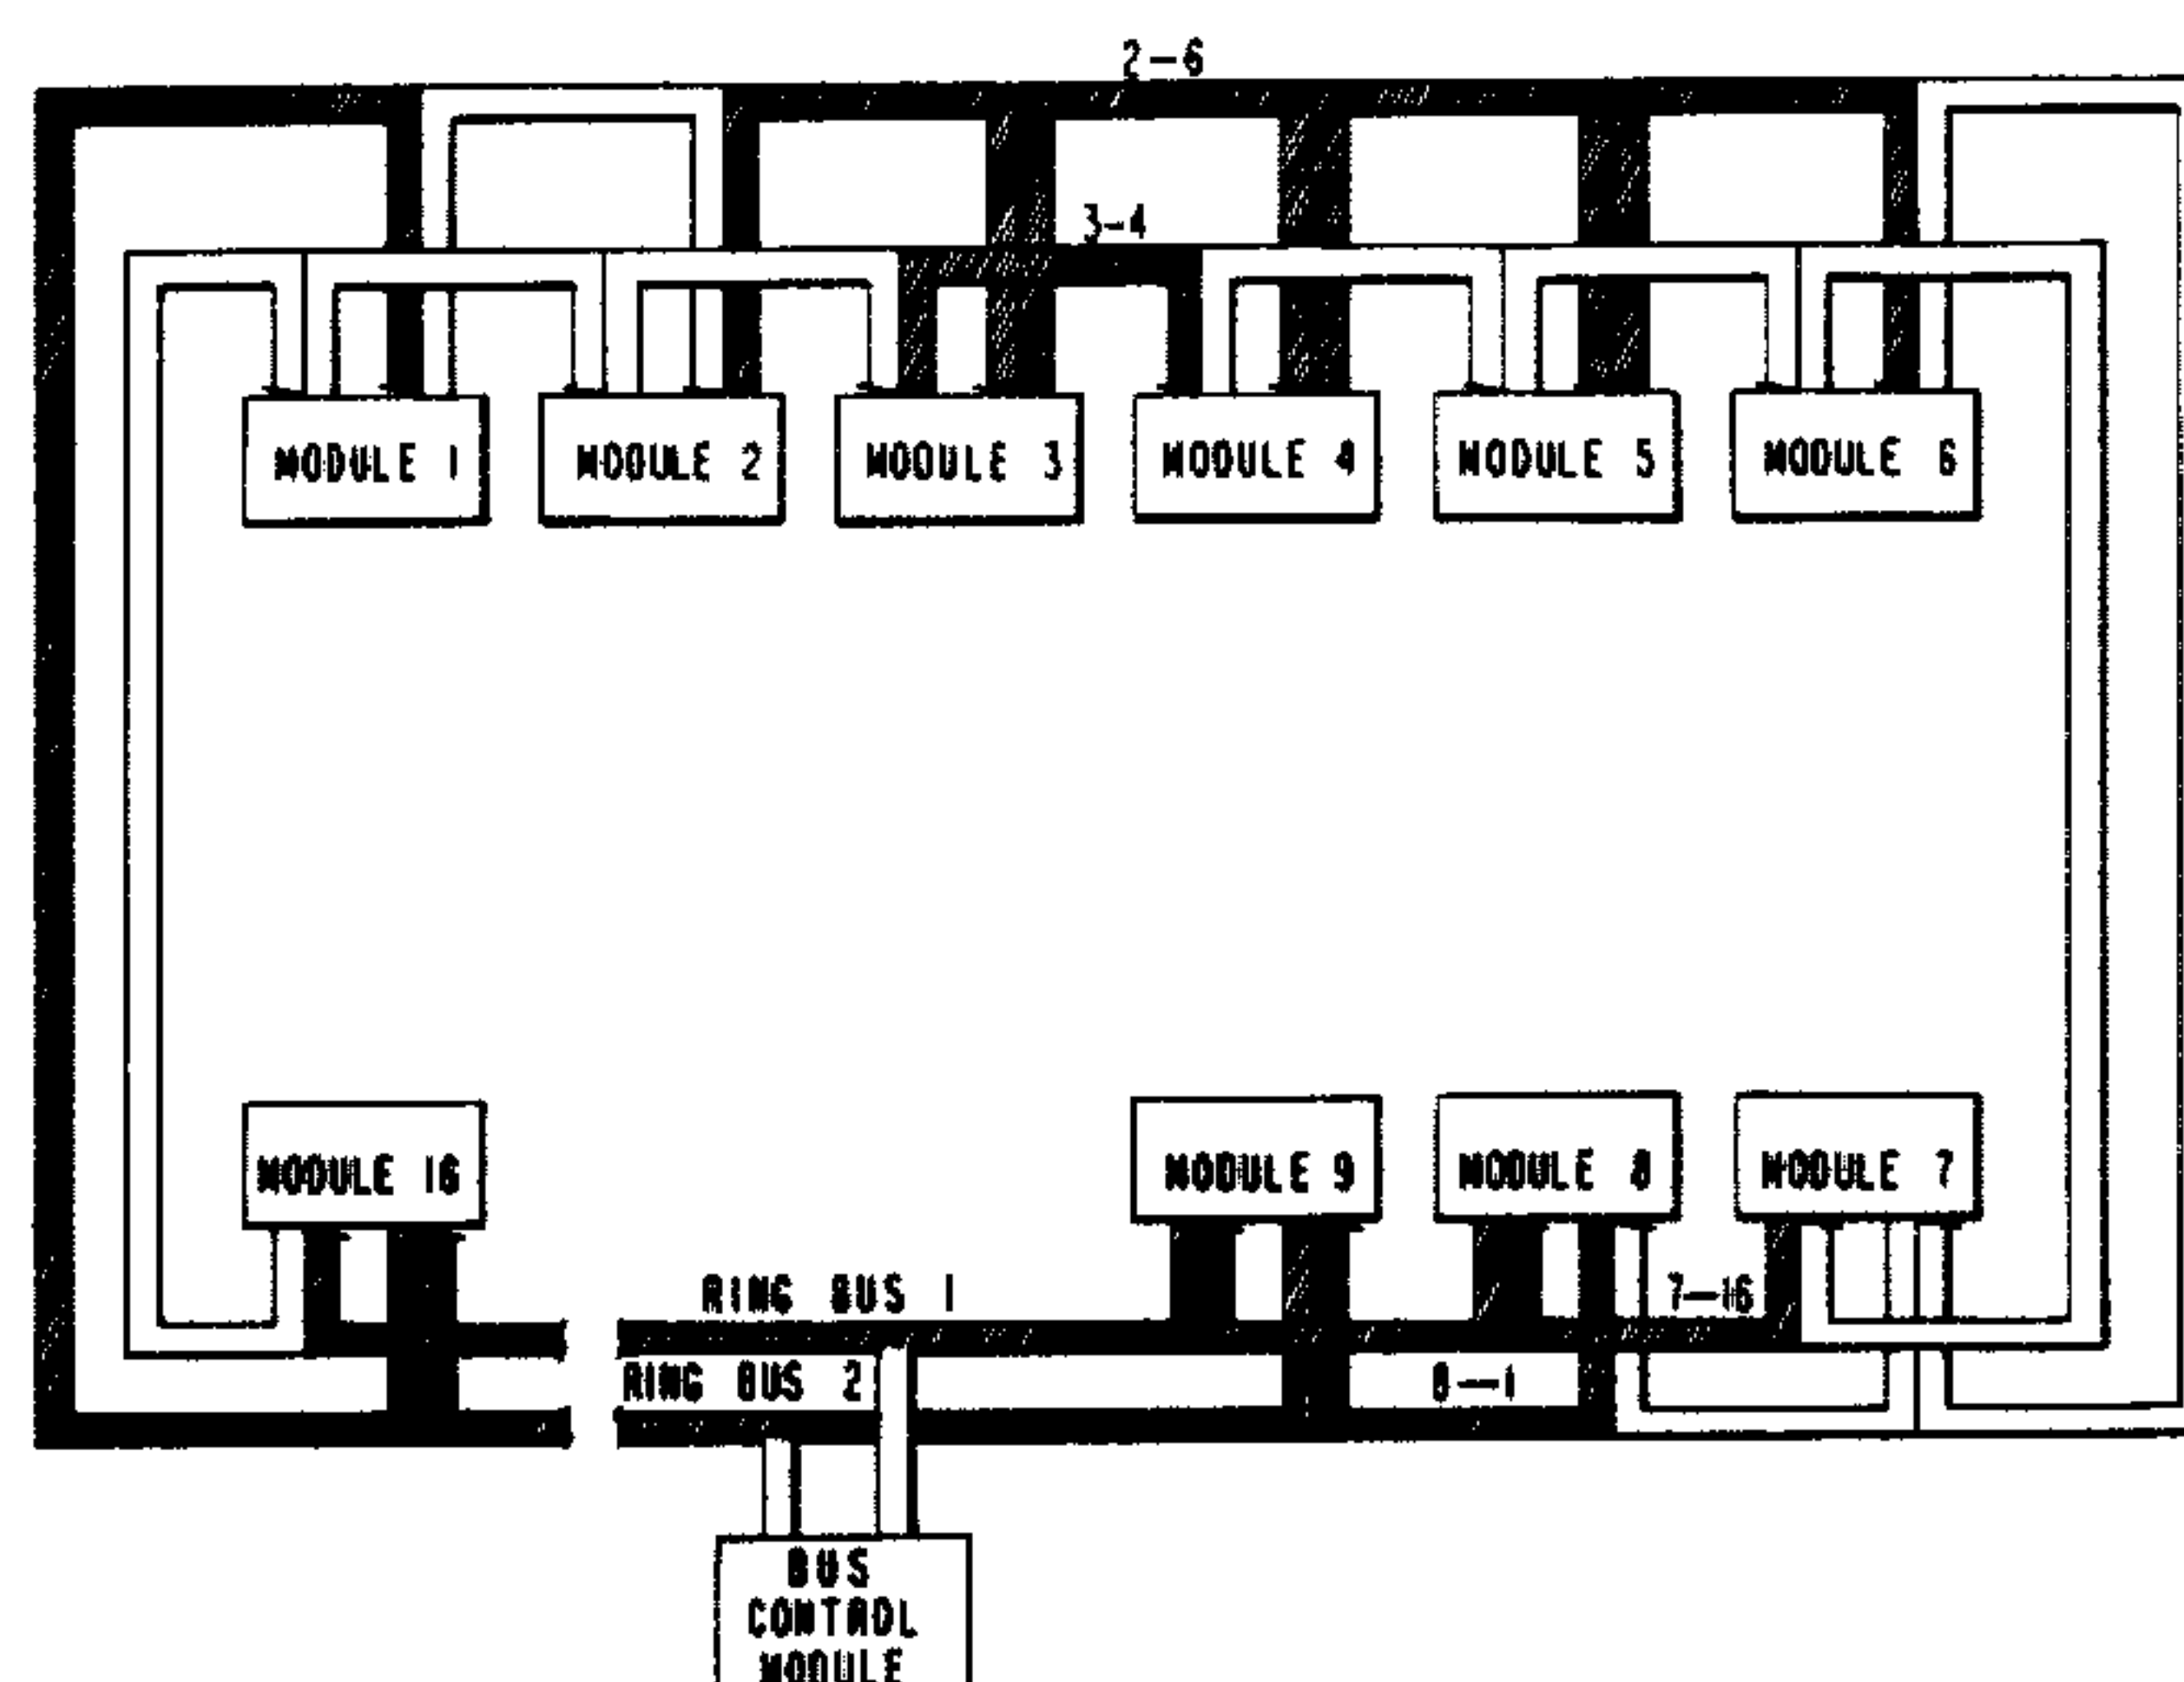 2-6
3-4
MODULE 1
MODULE 2
MODULE 3
MODULE 4
MODULE 5
MODULE 6
MODULE 16
MODULE 9
MODULE 8
MODULE 7
RING BUS 1
7-16
RING BUS 2
8-1
BUS
CONTROL
MODULE